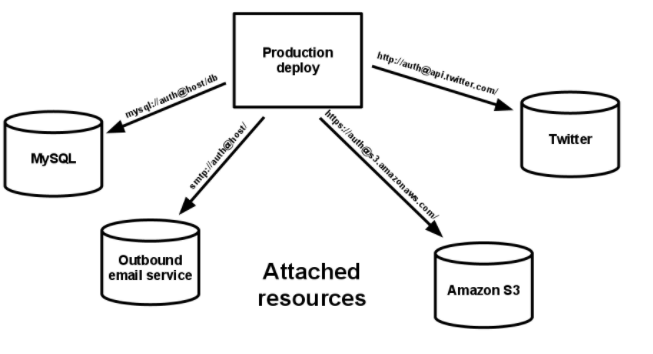 Production
deploy
http://auth@api.twitter.com/
mysql://auth@host/db
https://auth@s3.amazonaws.com/
smtp://auth@host/
MySQL
Twitter
Outbound
email service
Attached
resources
Amazon S3